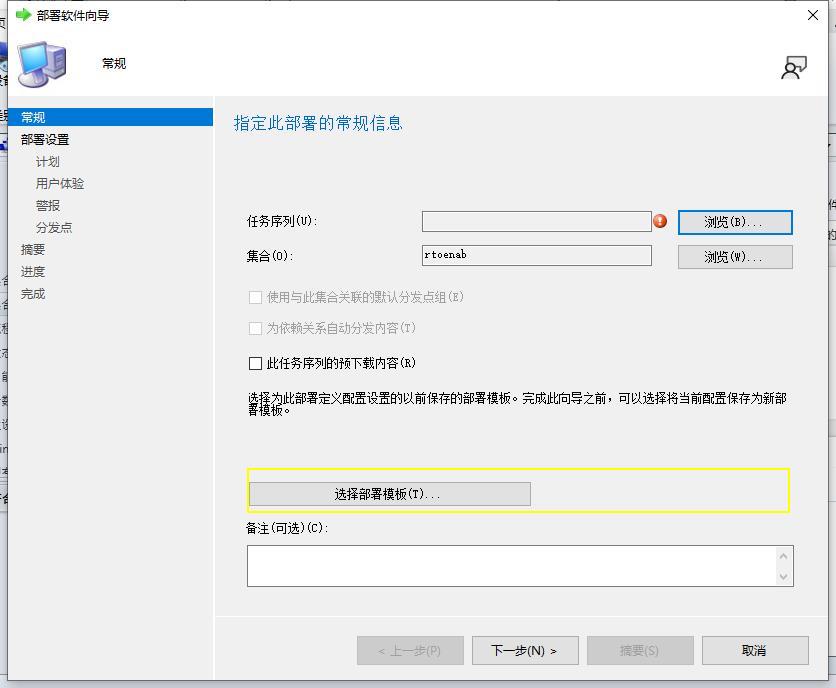 部署软件向导
常规
常规
部署设置
计划
用户体验
警报
分发点
摘要
进度
完成
指定此部署的常规信息
任务序列(U):
浏览(B)...
集合(O):
rtoenab
浏览(W)...
使用与此集合关联的默认分发点组(E)
为依赖关系自动分发内容(T)
此任务序列的预下载内容(R)
选择为此部署定义配置设置的以前保存的部署模板。完成此向导之前，可以选择将当前配置保存为新部
署模板。
选择部署模板(T)...
备注(可选)(C):
< 上一步(P)
下一步(N) >
摘要(S)
取消